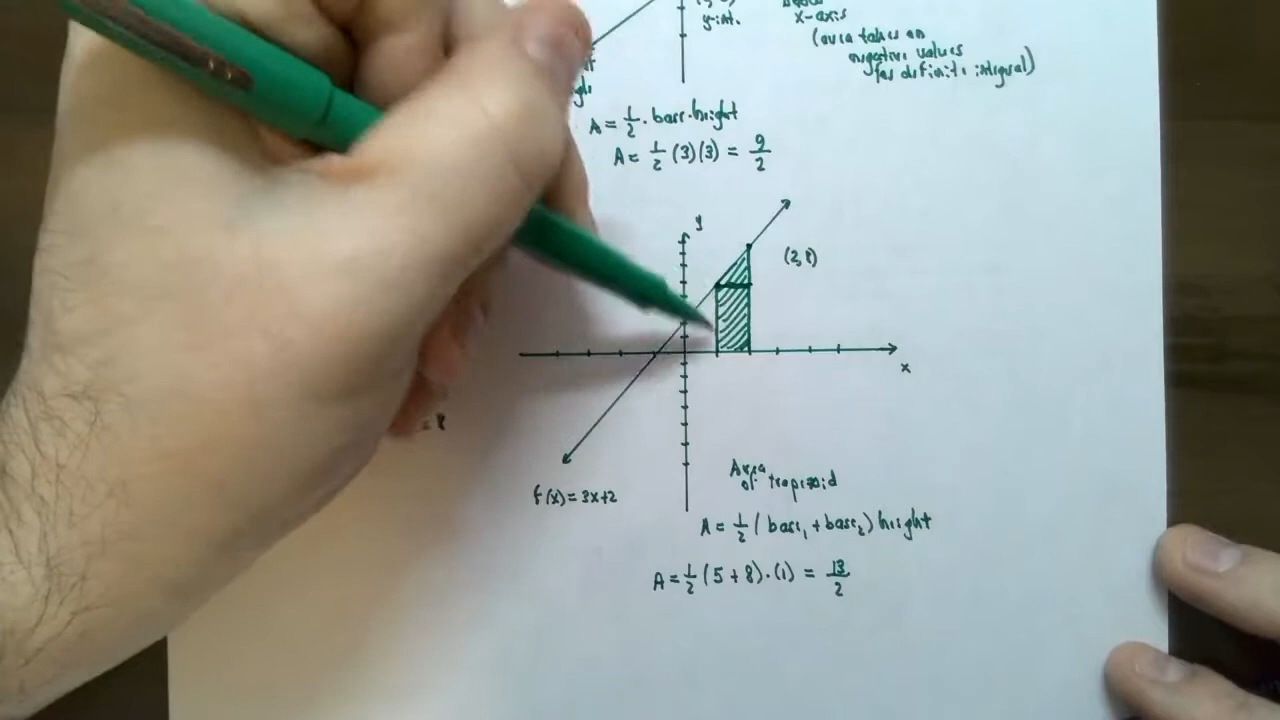 y-int.
x-axis
(area takes on
negative values
for definite integral)
A = 1/2 · base · height
A = 1/2 (3)(3) = 9/2
y
(2,8)
x
= 8
f(x) = 3x+2
Area
of trapezoid
A = 1/2 (base₁ + base₂) height
A = 1/2 (5 + 8) · (1) = 13/2